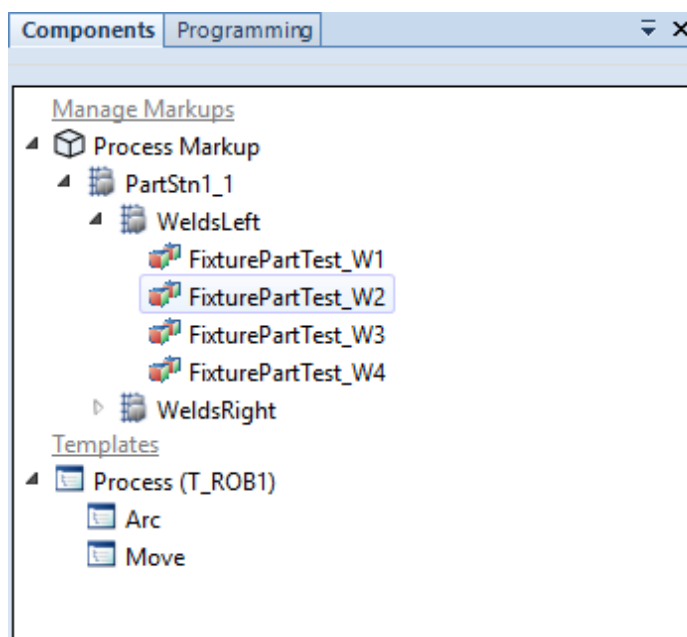 Components Programming
Manage Markups
Process Markup
PartStn1_1
WeldsLeft
FixturePartTest_W1
FixturePartTest_W2
FixturePartTest_W3
FixturePartTest_W4
WeldsRight
Templates
Process (T_ROB1)
Arc
Move